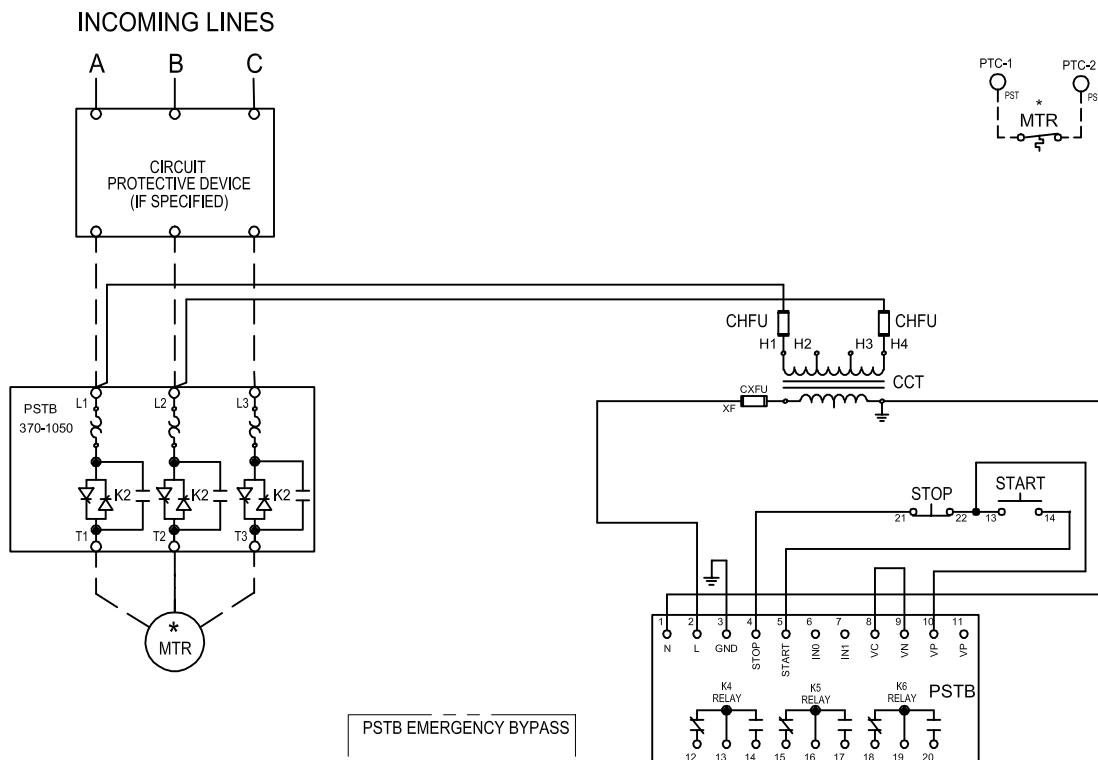 INCOMING LINES
A B C
CIRCUIT
PROTECTIVE DEVICE
(IF SPECIFIED)
PTC-1 PTC-2
PST
*
MTR
CHFU CHFU
H1 H2 H3 H4
CCT
CXFU
XF
L1 L2 L3
PSTB
370-1050
K2 K2 K2
T1 T2 T3
*
MTR
STOP START
21 22 13 14
1 2 3 4 5 6 7 8 9 10 11
N L GND STOP START IN0 IN1 VC VN VP VP
PSTB
K4
RELAY
K5
RELAY
K6
RELAY
12 13 14 15 16 17 18 19 20
PSTB EMERGENCY BYPASS